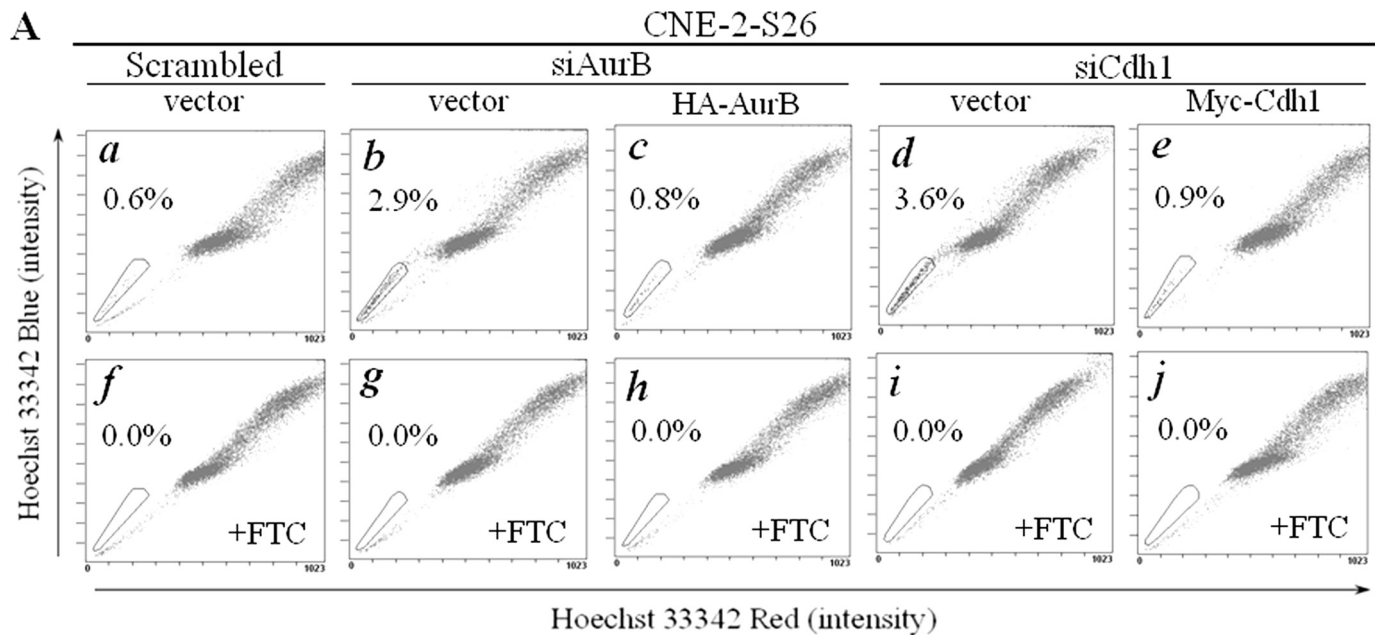 A
CNE-2-S26
Scrambled siAurB siCdh1
vector vector HA-AurB vector Myc-Cdh1
Hoechst 33342 Blue (intensity)
a b c d e
0.6% 2.9% 0.8% 3.6% 0.9%
0 1023 0 1023 0 1023 0 1023 0 1023
f g h i j
0.0% 0.0% 0.0% 0.0% 0.0%
+FTC +FTC +FTC +FTC +FTC
0 1023 0 1023 0 1023 0 1023 0 1023
Hoechst 33342 Red (intensity)